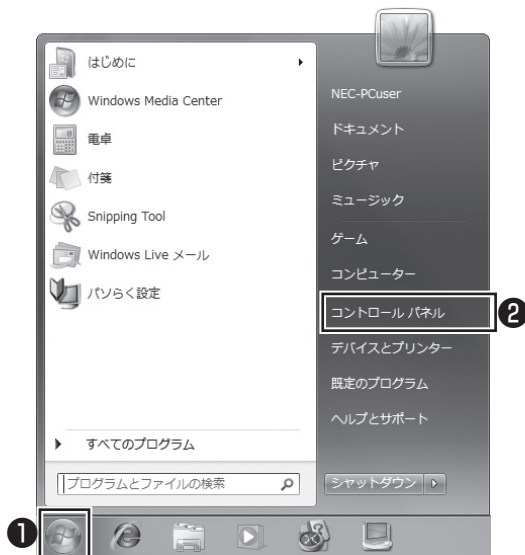 はじめに
Windows Media Center
電卓
付箋
Snipping Tool
Windows Live メール
パソらく設定
すべてのプログラム
プログラムとファイルの検索
NEC-PCuser
ドキュメント
ピクチャ
ミュージック
ゲーム
コンピューター
コントロール パネル
❷
デバイスとプリンター
既定のプログラム
ヘルプとサポート
シャットダウン
❶